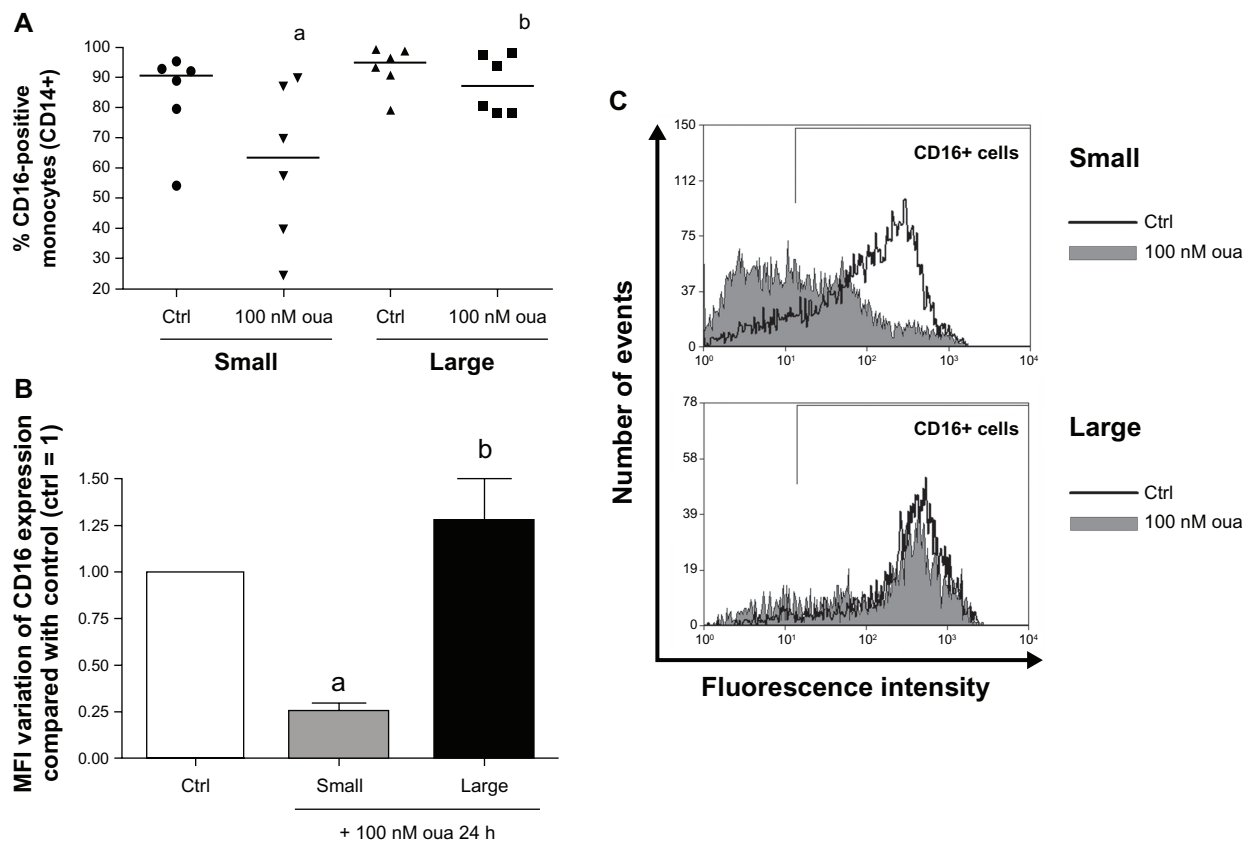 A
% CD16-positive
monocytes (CD14+)
100
90
80
70
60
50
40
30
20
a
b
Ctrl
100 nM oua
Ctrl
100 nM oua
Small
Large
B
MFI variation of CD16 expression
compared with control (ctrl = 1)
1.50
1.25
1.00
0.75
0.50
0.25
0.00
a
b
Ctrl
Small
Large
+ 100 nM oua 24 h
C
Number of events
150
112
75
37
0
CD16+ cells
10⁰
10¹
10²
10³
10⁴
Small
Ctrl
100 nM oua
78
58
39
19
0
CD16+ cells
10⁰
10¹
10²
10³
10⁴
Large
Ctrl
100 nM oua
Fluorescence intensity